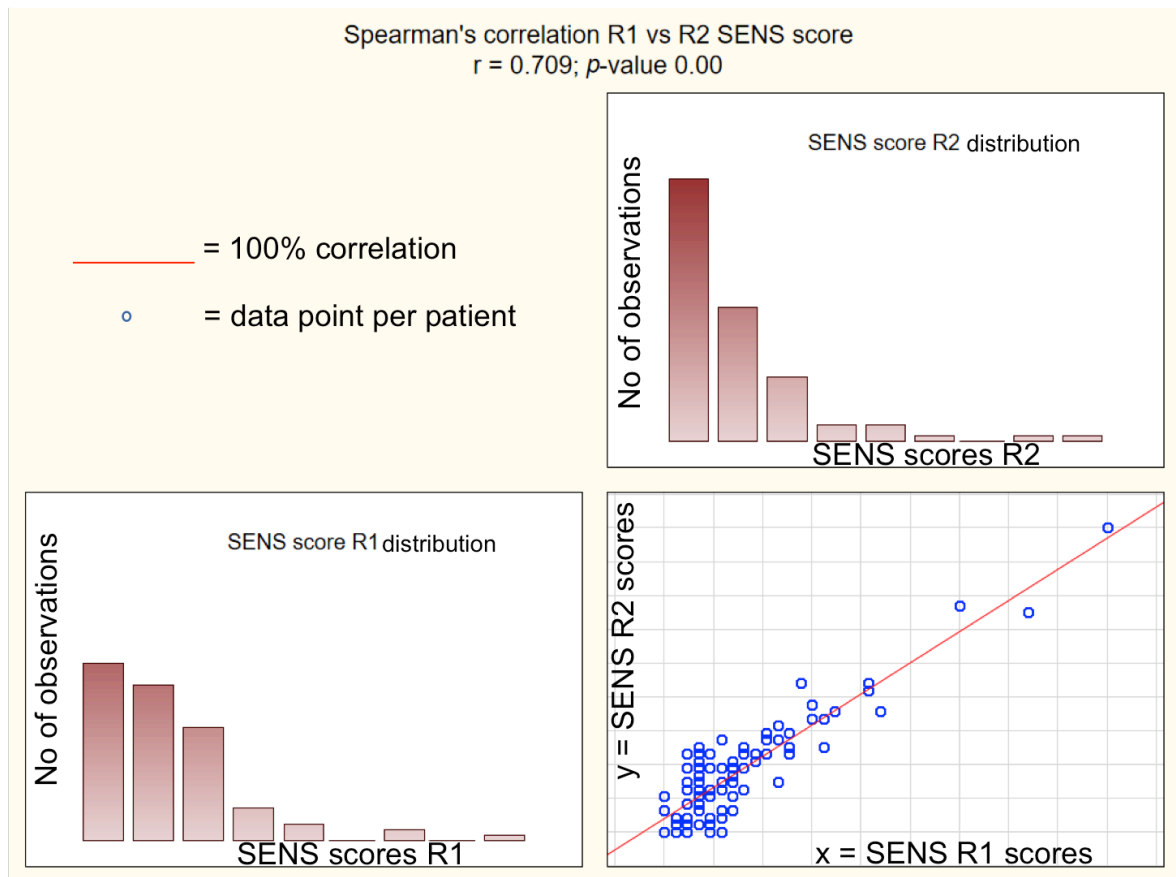 Spearman's correlation R1 vs R2 SENS score
r = 0.709; p-value 0.00
SENS score R2 distribution
No of observations
SENS scores R2
= 100% correlation
= data point per patient
SENS score R1 distribution
No of observations
SENS scores R1
y = SENS R2 scores
x = SENS R1 scores